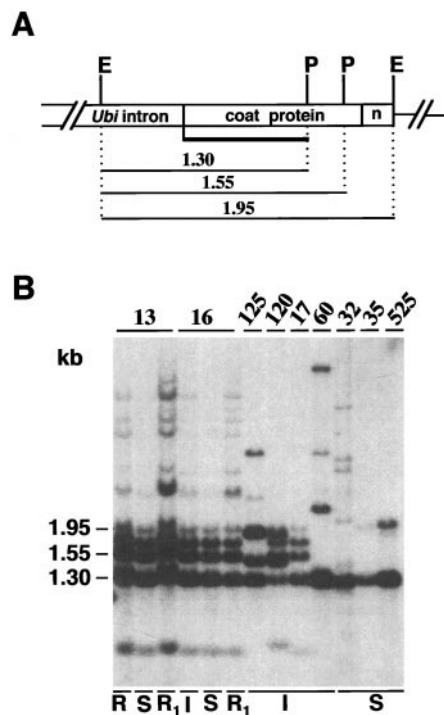 A
E P P E
Ubi intron coat protein n
1.30
1.55
1.95
B
13 16 125 120 17 60 32 35 525
kb
1.95
1.55
1.30
R S R1 I S R1 I S